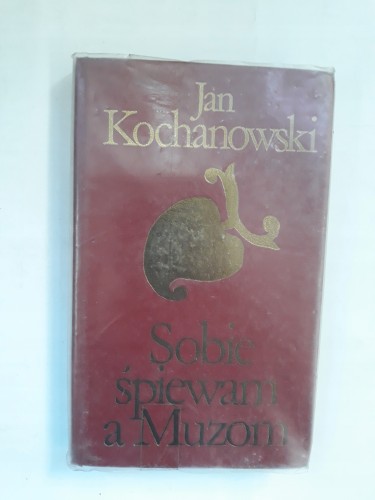 Jan
Kochanowski
Sobie
śpiewam
a Muzom